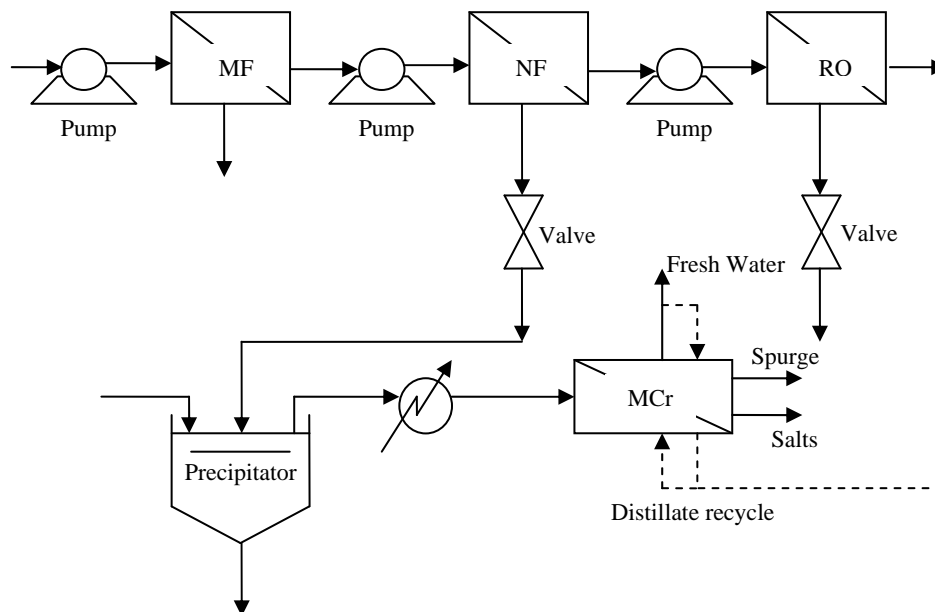 MF
NF
RO
Pump
Pump
Pump
Valve
Valve
Fresh Water
Spurge
MCr
Salts
Precipitator
Distillate recycle